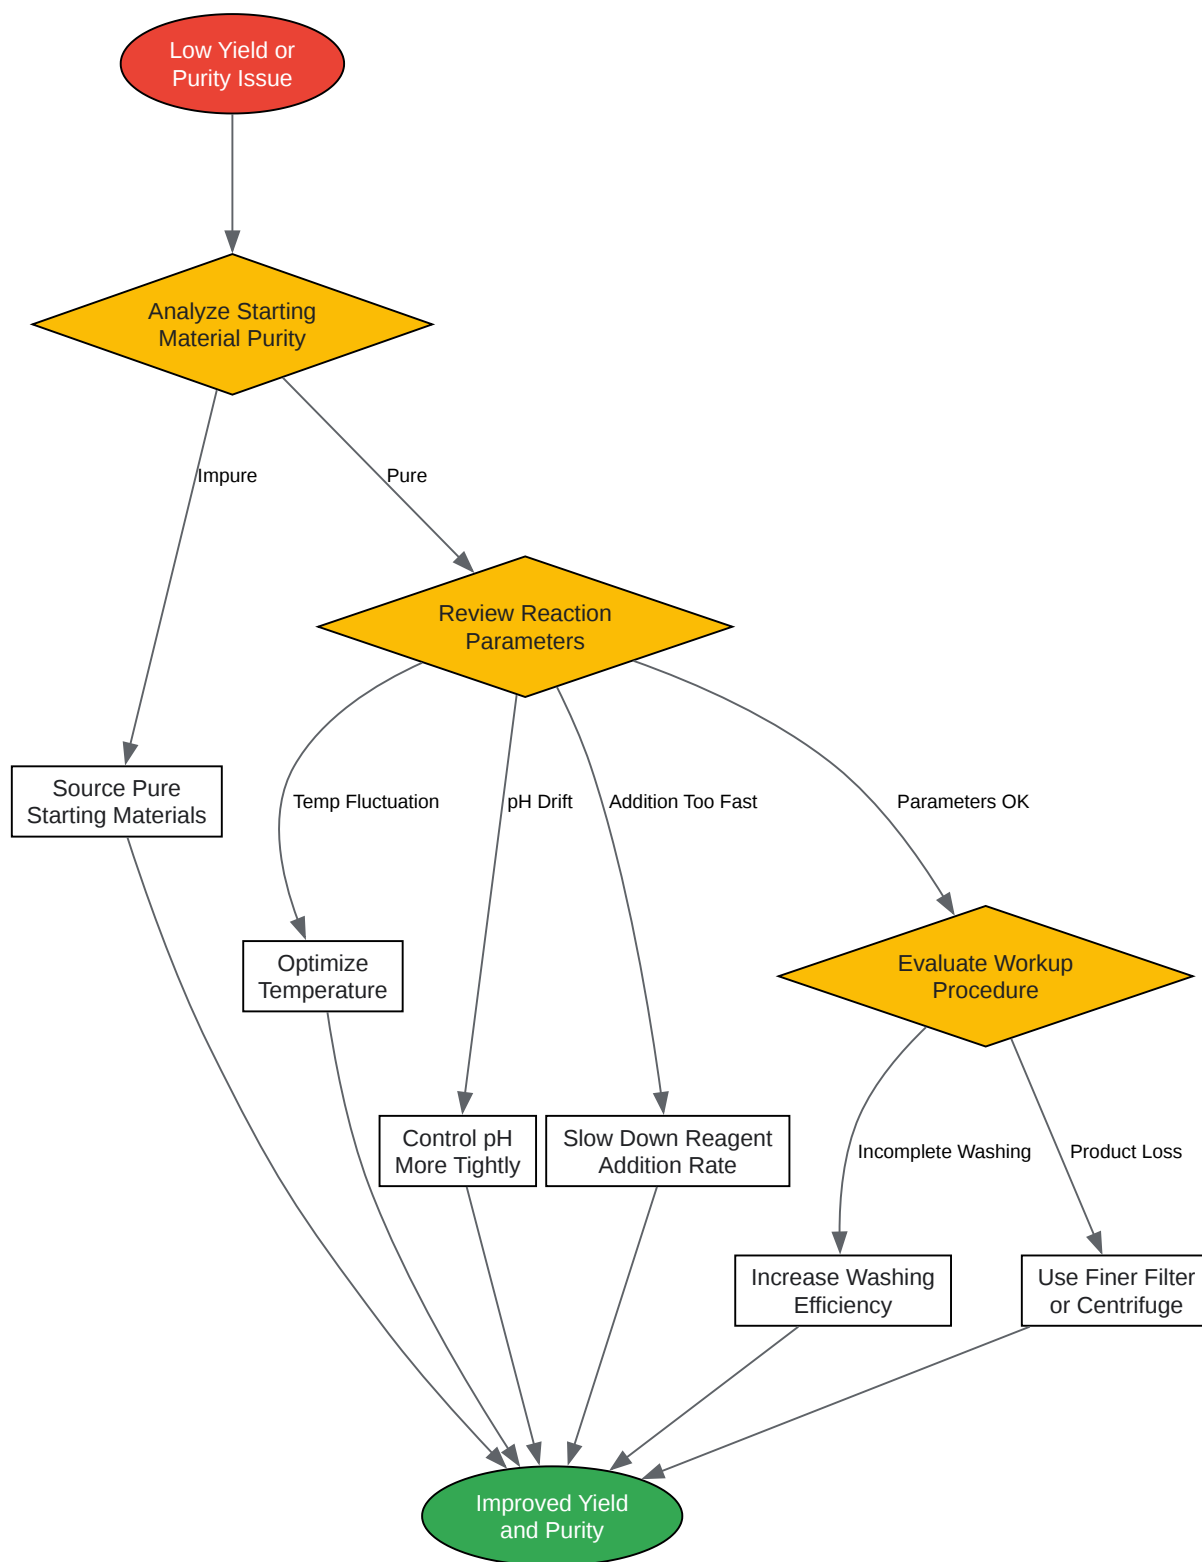 Low Yield or
Purity Issue
Analyze Starting
Material Purity
Impure
Pure
Review Reaction
Parameters
Source Pure
Starting Materials
Temp Fluctuation
pH Drift
Addition Too Fast
Parameters OK
Optimize
Temperature
Evaluate Workup
Procedure
Control pH
More Tightly
Slow Down Reagent
Addition Rate
Incomplete Washing
Product Loss
Increase Washing
Efficiency
Use Finer Filter
or Centrifuge
Improved Yield
and Purity